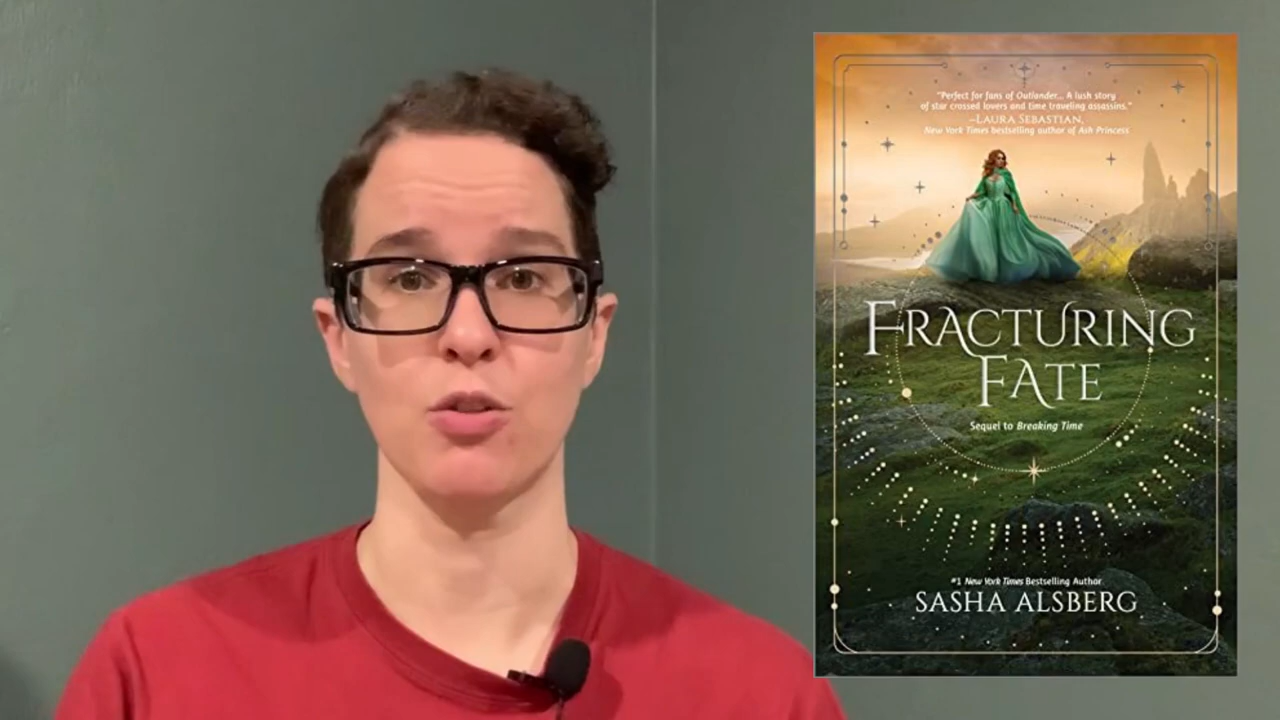 "Perfect for fans of Outlander... A lush story
of star crossed lovers and time traveling assassins."
–LAURA SEBASTIAN,
New York Times bestselling author of Ash Princess
FRACTURING
FATE
Sequel to Breaking Time
#1 New York Times Bestselling Author
SASHA ALSBERG